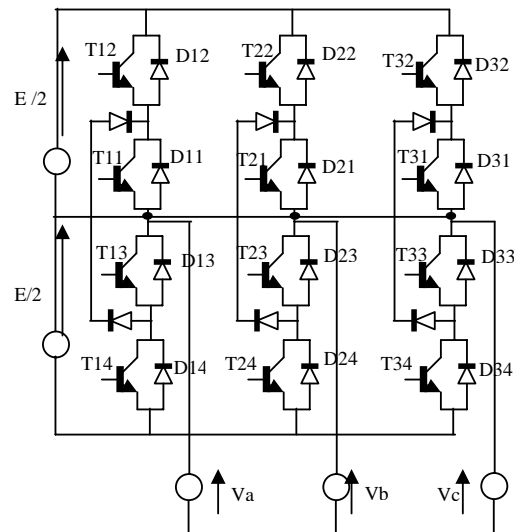 T12 D12 T22 D22 T32 D32
E /2
T11 D11 T21 D21 T31 D31
T13 D13 T23 D23 T33 D33
E/2
T14 D14 T24 D24 T34 D34
Va Vb Vc